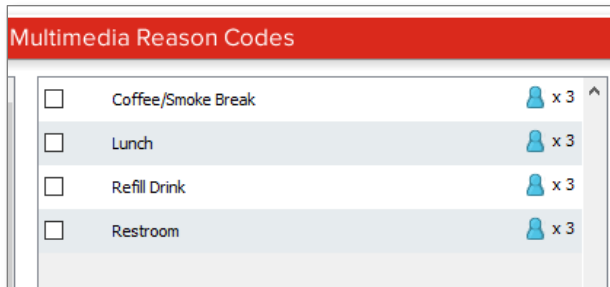 Multimedia Reason Codes
Coffee/Smoke Break x 3
Lunch x 3
Refill Drink x 3
Restroom x 3